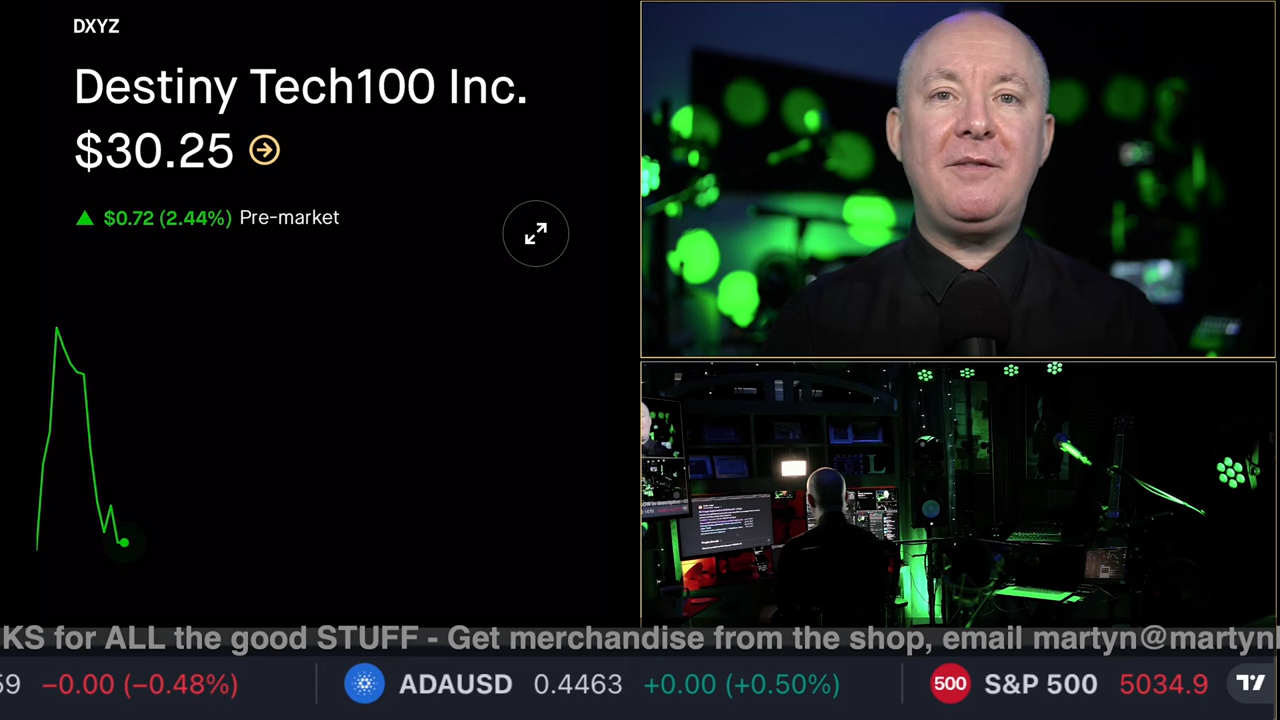 DXYZ
Destiny Tech100 Inc.
$30.25
$0.72 (2.44%) Pre-market
L
KS for ALL the good STUFF - Get merchandise from the shop, email martyn@martyn
59 −0.00 (−0.48%) ADAUSD 0.4463 +0.00 (+0.50%) 500 S&P 500 5034.9